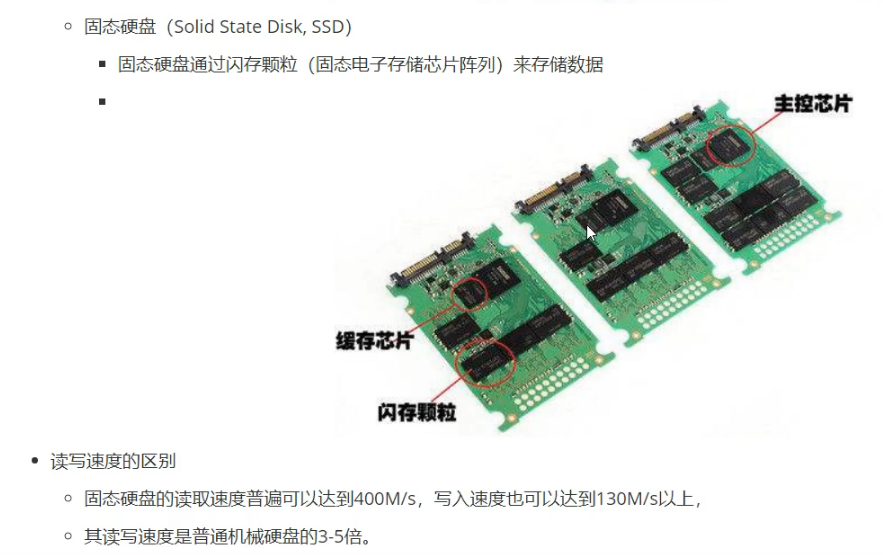 固态硬盘（Solid State Disk, SSD）
固态硬盘通过闪存颗粒（固态电子存储芯片阵列）来存储数据
主控芯片
缓存芯片
闪存颗粒
读写速度的区别
固态硬盘的读取速度普遍可以达到400M/s，写入速度也可以达到130M/s以上，
其读写速度是普通机械硬盘的3-5倍。